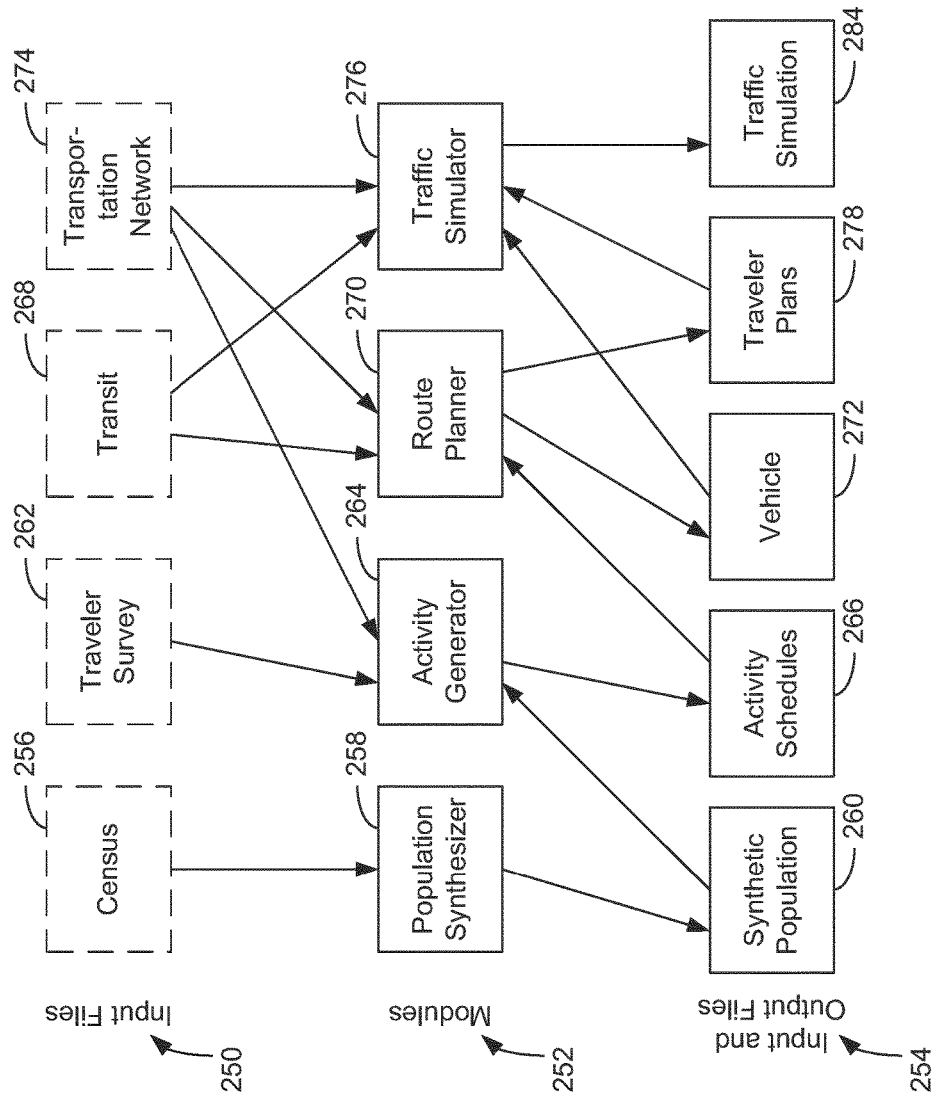 256
262
268
274
Input Files
Census
Traveler
Survey
Transit
Transpor-
tation
Network
250
258
264
270
276
Modules
Population
Synthesizer
Activity
Generator
Route
Planner
Traffic
Simulator
252
Input and
Output Files
Synthetic
Population
Activity
Schedules
Vehicle
Traveler
Plans
Traffic
Simulation
254
260
266
272
278
284